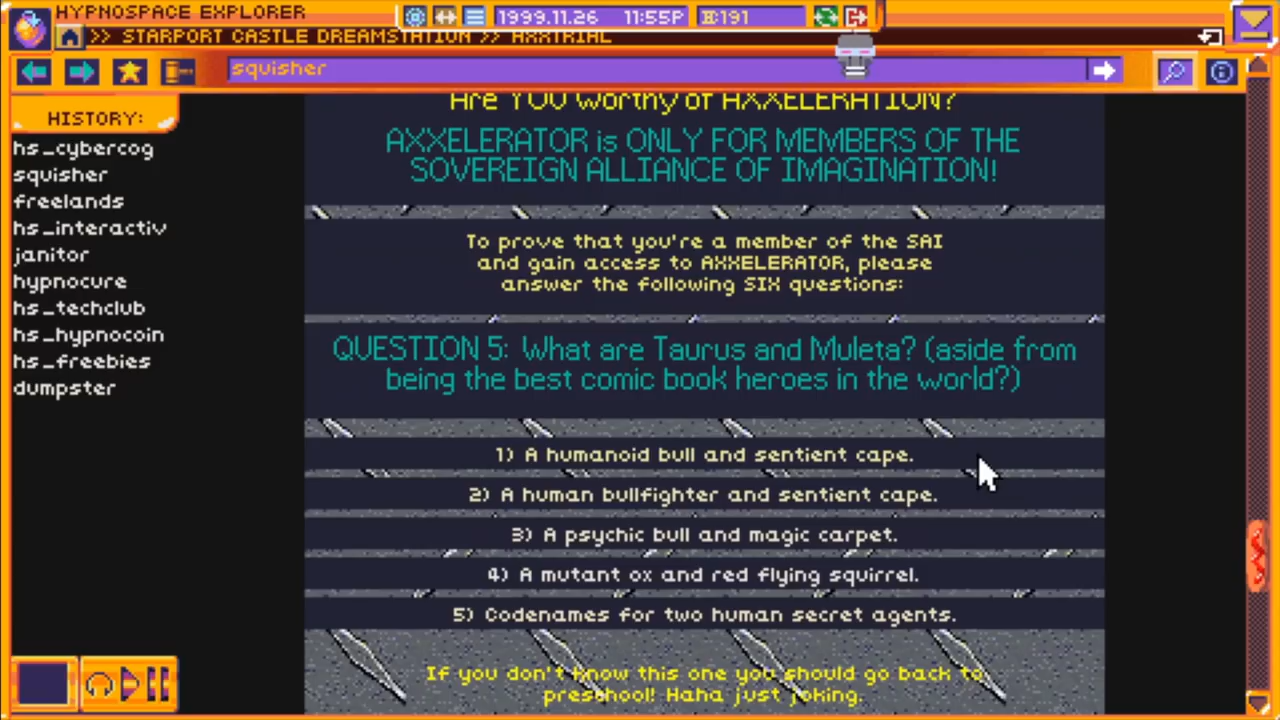 HYPNOSPACE EXPLORER
1999.11.26 11:55P
191
>> STARPORT CASTLE DREAMSTATION >> AXXTRIAL
squisher
HISTORY:
hs_cybercog
squisher
freelands
hs_interactiv
janitor
hypnocure
hs_techclub
hs_hypnocoin
hs_freebies
dumpster
Are YOU worthy of AXXELERATION?
AXXELERATOR is ONLY FOR MEMBERS OF THE
SOVEREIGN ALLIANCE OF IMAGINATION!
To prove that you're a member of the SAI
and gain access to AXXELERATOR, please
answer the following SIX questions:
QUESTION 5: What are Taurus and Muleta? (aside from
being the best comic book heroes in the world?)
1) A humanoid bull and sentient cape.
2) A human bullfighter and sentient cape.
3) A psychic bull and magic carpet.
4) A mutant ox and red flying squirrel.
5) Codenames for two human secret agents.
If you don't know this one you should go back to
preschool! Haha just joking.